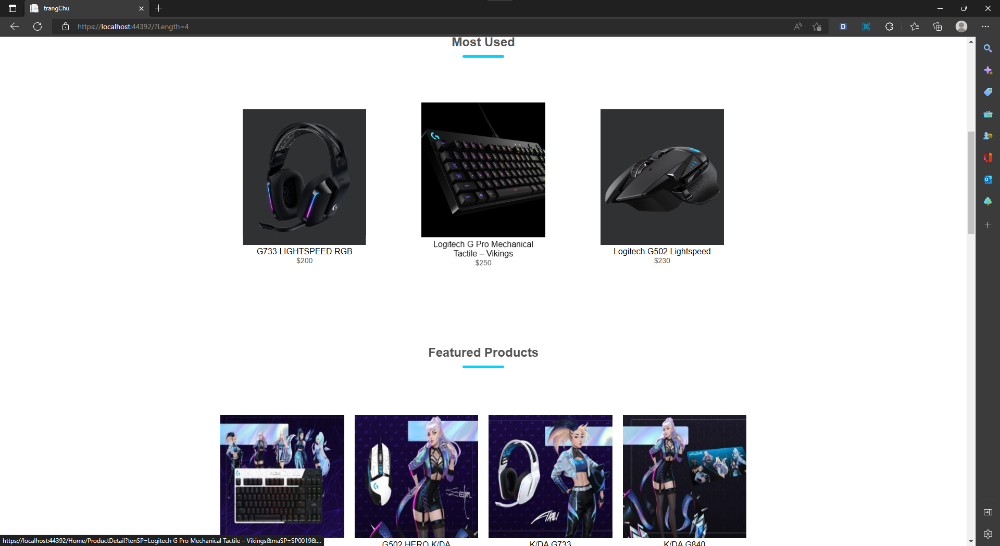 trangChu
https://localhost:44392/?Length=4
Most Used
G733 LIGHTSPEED RGB
$200
Logitech G Pro Mechanical
Tactile – Vikings
$250
Logitech G502 Lightspeed
$230
Featured Products
AKALI
G502 HERO K/DA
K/DA G733
K/DA G840
https://localhost:44392/Home/ProductDetail?tenSP=Logitech G Pro Mechanical Tactile – Vikings&maSP=SP0019&...